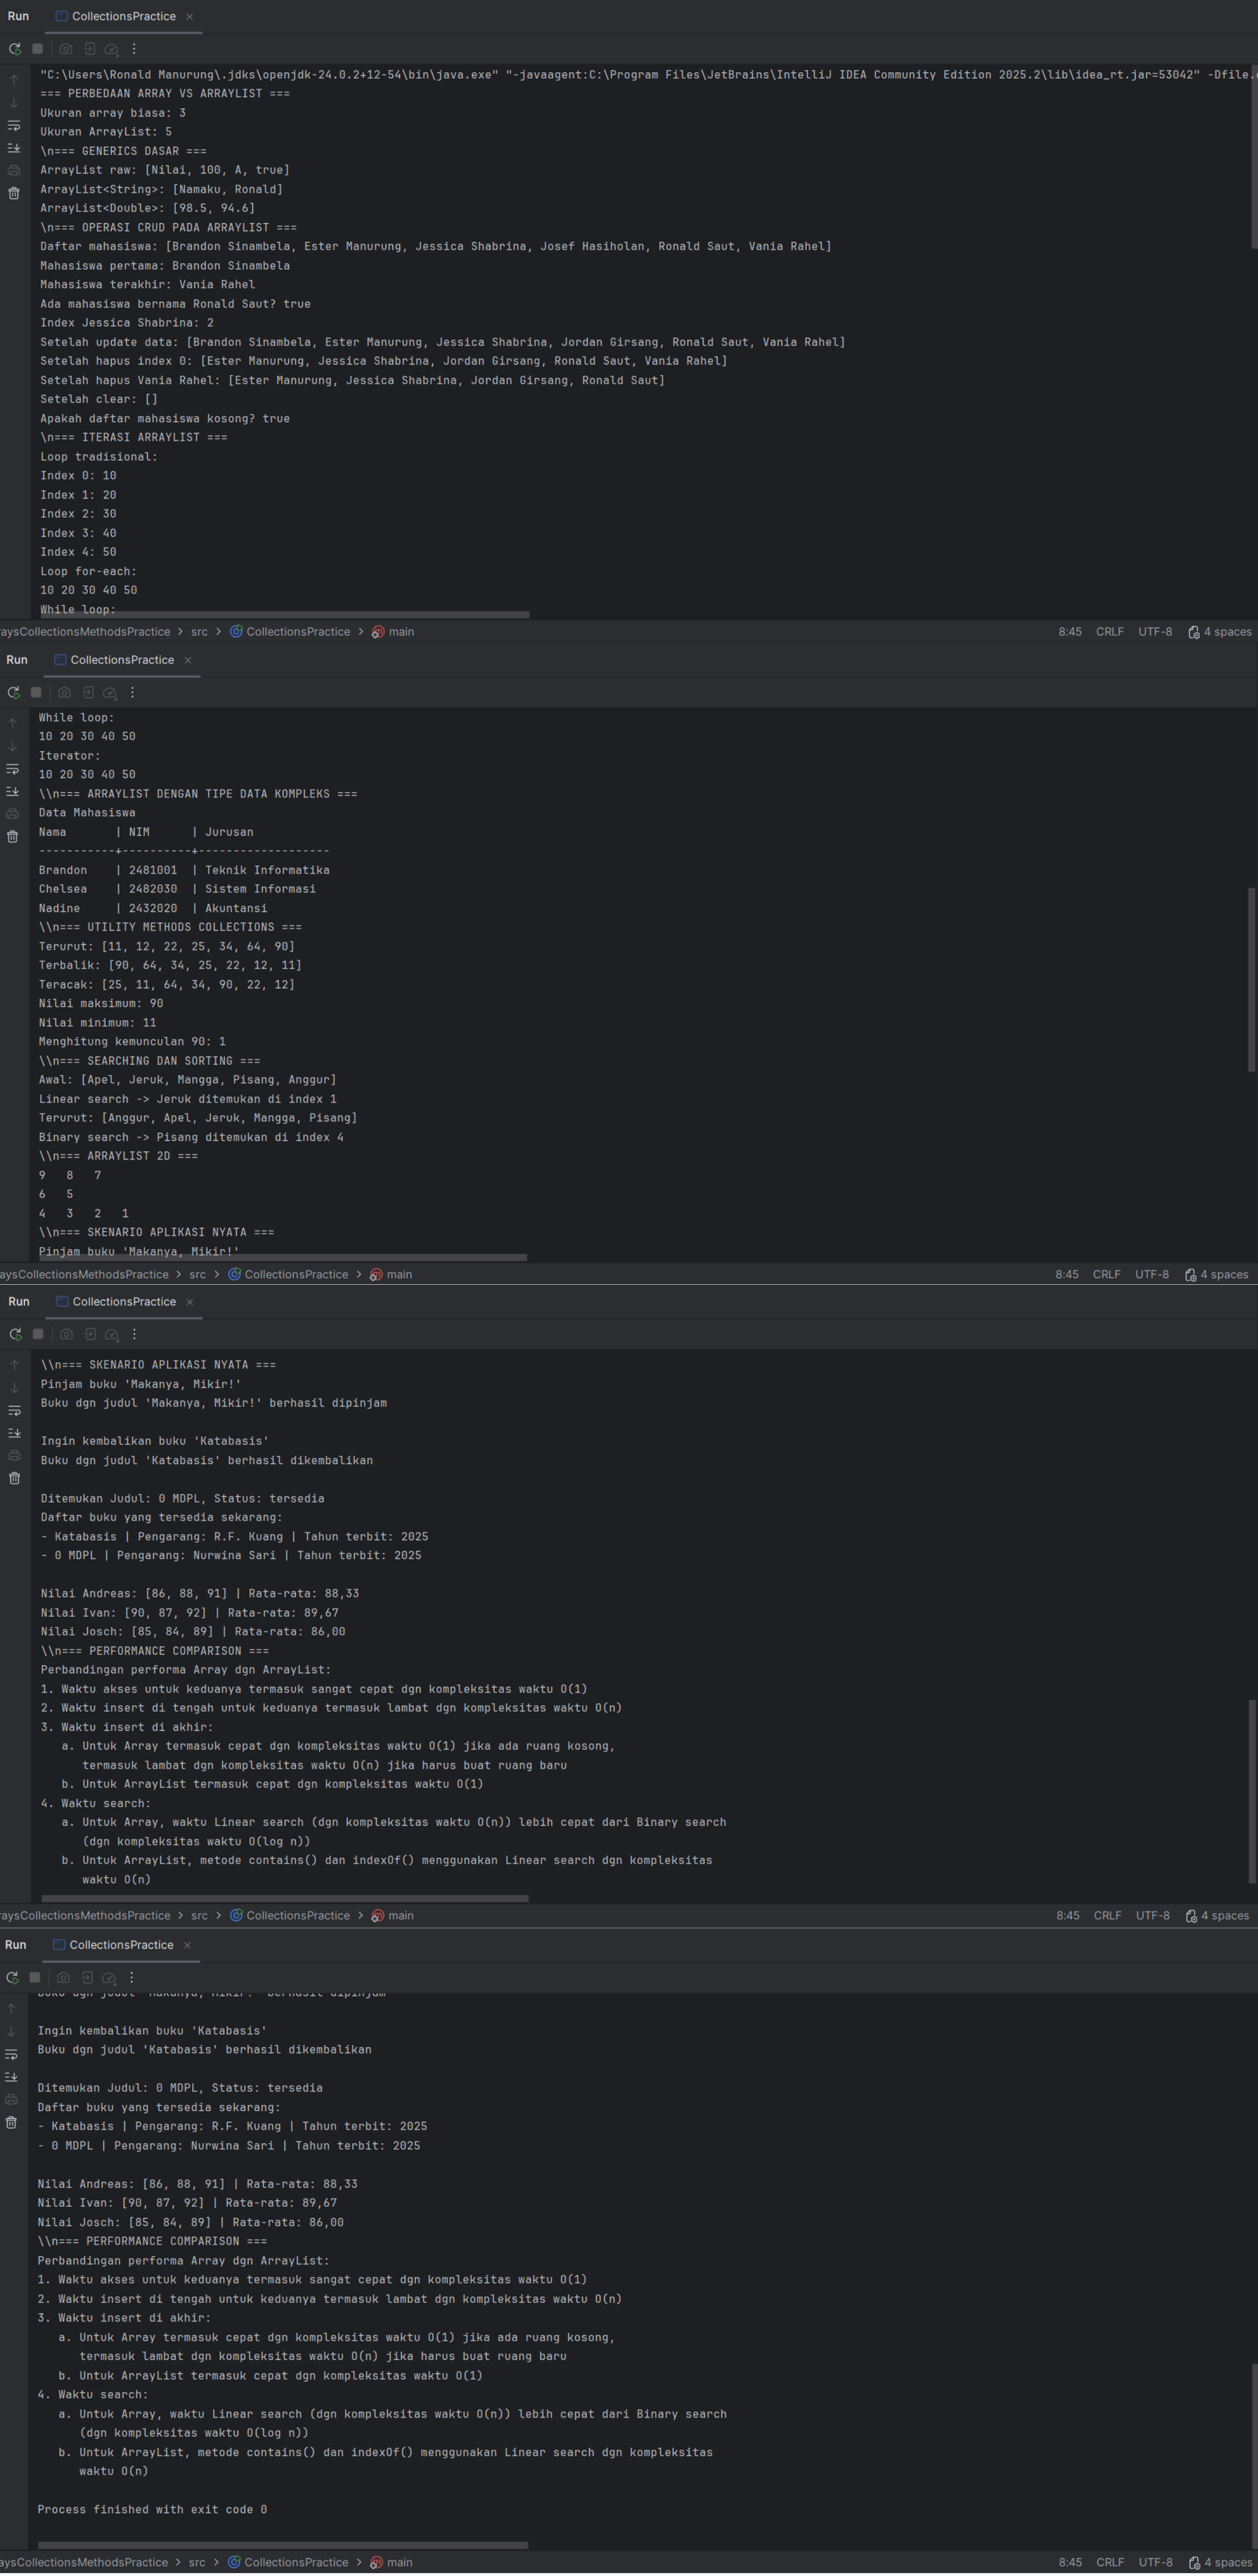 Run CollectionsPractice ×
"C:\Users\Ronald Manurung\.jdks\openjdk-24.0.2+12-54\bin\java.exe" "-javaagent:C:\Program Files\JetBrains\IntelliJ IDEA Community Edition 2025.2\lib\idea_rt.jar=53042" -Dfile.
=== PERBEDAAN ARRAY VS ARRAYLIST ===
Ukuran array biasa: 3
Ukuran ArrayList: 5
\n=== GENERICS DASAR ===
ArrayList raw: [Nilai, 100, A, true]
ArrayList<String>: [Namaku, Ronald]
ArrayList<Double>: [98.5, 94.6]
\n=== OPERASI CRUD PADA ARRAYLIST ===
Daftar mahasiswa: [Brandon Sinambela, Ester Manurung, Jessica Shabrina, Josef Hasiholan, Ronald Saut, Vania Rahel]
Mahasiswa pertama: Brandon Sinambela
Mahasiswa terakhir: Vania Rahel
Ada mahasiswa bernama Ronald Saut? true
Index Jessica Shabrina: 2
Setelah update data: [Brandon Sinambela, Ester Manurung, Jessica Shabrina, Jordan Girsang, Ronald Saut, Vania Rahel]
Setelah hapus index 0: [Ester Manurung, Jessica Shabrina, Jordan Girsang, Ronald Saut, Vania Rahel]
Setelah hapus Vania Rahel: [Ester Manurung, Jessica Shabrina, Jordan Girsang, Ronald Saut]
Setelah clear: []
Apakah daftar mahasiswa kosong? true
\n=== ITERASI ARRAYLIST ===
Loop tradisional:
Index 0: 10
Index 1: 20
Index 2: 30
Index 3: 40
Index 4: 50
Loop for-each:
10 20 30 40 50
While loop:
aysCollectionsMethodsPractice > src > CollectionsPractice > main 8:45 CRLF UTF-8 4 spaces
Run CollectionsPractice ×
While loop:
10 20 30 40 50
Iterator:
10 20 30 40 50
\\n=== ARRAYLIST DENGAN TIPE DATA KOMPLEKS ===
Data Mahasiswa
Nama       | NIM      | Jurusan
-----------+----------+-------------------
Brandon    | 2481001  | Teknik Informatika
Chelsea    | 2482030  | Sistem Informasi
Nadine     | 2432020  | Akuntansi
\\n=== UTILITY METHODS COLLECTIONS ===
Terurut: [11, 12, 22, 25, 34, 64, 90]
Terbalik: [90, 64, 34, 25, 22, 12, 11]
Teracak: [25, 11, 64, 34, 90, 22, 12]
Nilai maksimum: 90
Nilai minimum: 11
Menghitung kemunculan 90: 1
\\n=== SEARCHING DAN SORTING ===
Awal: [Apel, Jeruk, Mangga, Pisang, Anggur]
Linear search -> Jeruk ditemukan di index 1
Terurut: [Anggur, Apel, Jeruk, Mangga, Pisang]
Binary search -> Pisang ditemukan di index 4
\\n=== ARRAYLIST 2D ===
9   8   7
6   5
4   3   2   1
\\n=== SKENARIO APLIKASI NYATA ===
Pinjam buku 'Makanya, Mikir!'
aysCollectionsMethodsPractice > src > CollectionsPractice > main 8:45 CRLF UTF-8 4 spaces
Run CollectionsPractice ×
\\n=== SKENARIO APLIKASI NYATA ===
Pinjam buku 'Makanya, Mikir!'
Buku dgn judul 'Makanya, Mikir!' berhasil dipinjam
Ingin kembalikan buku 'Katabasis'
Buku dgn judul 'Katabasis' berhasil dikembalikan
Ditemukan Judul: 0 MDPL, Status: tersedia
Daftar buku yang tersedia sekarang:
- Katabasis | Pengarang: R.F. Kuang | Tahun terbit: 2025
- 0 MDPL | Pengarang: Nurwina Sari | Tahun terbit: 2025
Nilai Andreas: [86, 88, 91] | Rata-rata: 88,33
Nilai Ivan: [90, 87, 92] | Rata-rata: 89,67
Nilai Josch: [85, 84, 89] | Rata-rata: 86,00
\\n=== PERFORMANCE COMPARISON ===
Perbandingan performa Array dgn ArrayList:
1. Waktu akses untuk keduanya termasuk sangat cepat dgn kompleksitas waktu O(1)
2. Waktu insert di tengah untuk keduanya termasuk lambat dgn kompleksitas waktu O(n)
3. Waktu insert di akhir:
a. Untuk Array termasuk cepat dgn kompleksitas waktu O(1) jika ada ruang kosong,
termasuk lambat dgn kompleksitas waktu O(n) jika harus buat ruang baru
b. Untuk ArrayList termasuk cepat dgn kompleksitas waktu O(1)
4. Waktu search:
a. Untuk Array, waktu Linear search (dgn kompleksitas waktu O(n)) lebih cepat dari Binary search
(dgn kompleksitas waktu O(log n))
b. Untuk ArrayList, metode contains() dan indexOf() menggunakan Linear search dgn kompleksitas
waktu O(n)
aysCollectionsMethodsPractice > src > CollectionsPractice > main 8:45 CRLF UTF-8 4 spaces
Run CollectionsPractice ×
Buku dgn judul 'Makanya, Mikir!' berhasil dipinjam
Ingin kembalikan buku 'Katabasis'
Buku dgn judul 'Katabasis' berhasil dikembalikan
Ditemukan Judul: 0 MDPL, Status: tersedia
Daftar buku yang tersedia sekarang:
- Katabasis | Pengarang: R.F. Kuang | Tahun terbit: 2025
- 0 MDPL | Pengarang: Nurwina Sari | Tahun terbit: 2025
Nilai Andreas: [86, 88, 91] | Rata-rata: 88,33
Nilai Ivan: [90, 87, 92] | Rata-rata: 89,67
Nilai Josch: [85, 84, 89] | Rata-rata: 86,00
\\n=== PERFORMANCE COMPARISON ===
Perbandingan performa Array dgn ArrayList:
1. Waktu akses untuk keduanya termasuk sangat cepat dgn kompleksitas waktu O(1)
2. Waktu insert di tengah untuk keduanya termasuk lambat dgn kompleksitas waktu O(n)
3. Waktu insert di akhir:
a. Untuk Array termasuk cepat dgn kompleksitas waktu O(1) jika ada ruang kosong,
termasuk lambat dgn kompleksitas waktu O(n) jika harus buat ruang baru
b. Untuk ArrayList termasuk cepat dgn kompleksitas waktu O(1)
4. Waktu search:
a. Untuk Array, waktu Linear search (dgn kompleksitas waktu O(n)) lebih cepat dari Binary search
(dgn kompleksitas waktu O(log n))
b. Untuk ArrayList, metode contains() dan indexOf() menggunakan Linear search dgn kompleksitas
waktu O(n)
Process finished with exit code 0
aysCollectionsMethodsPractice > src > CollectionsPractice > main 8:45 CRLF UTF-8 4 spaces